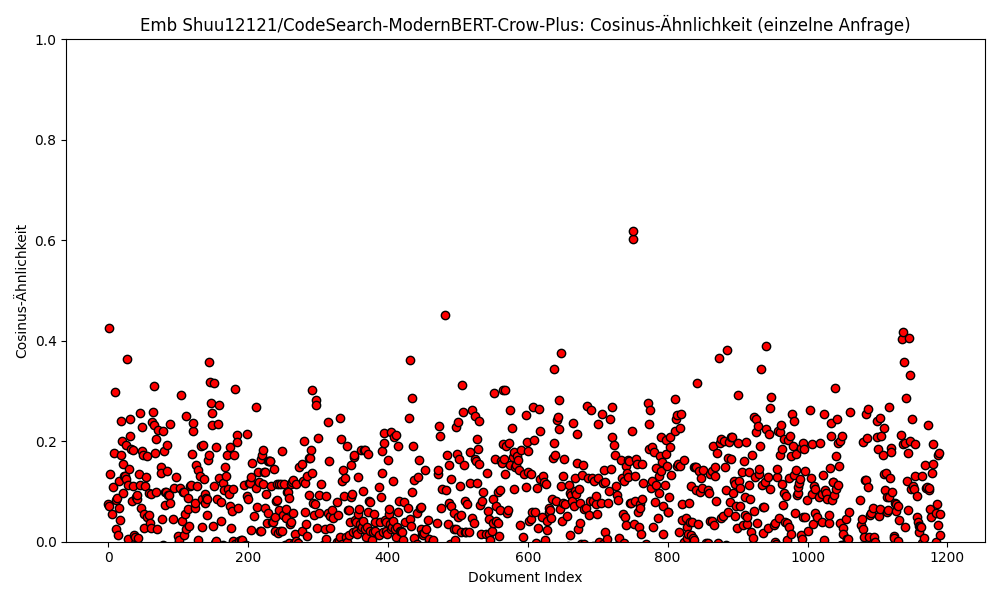 Emb Shuu12121/CodeSearch-ModernBERT-Crow-Plus: Cosinus-Ähnlichkeit (einzelne Anfrage)
1.0
0.8
0.6
0.4
0.2
0.0
Cosinus-Ähnlichkeit
0 200 400 600 800 1000 1200
Dokument Index